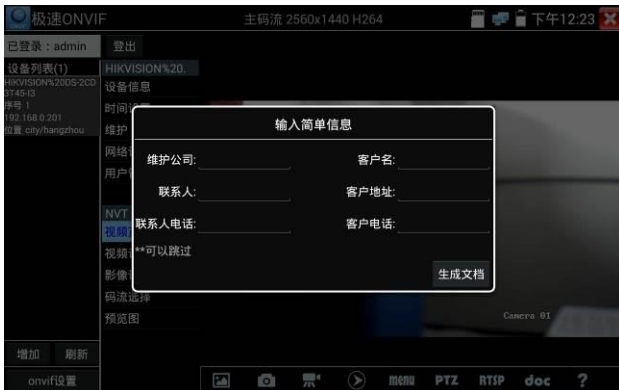 极速ONVIF
主码流 2560x1440 H264
下午12:23
已登录：admin
登出
设备列表(1)
HIKVISION%20DS-2CD
3T45-I3
序号 1
192.168.0.201
位置 city/hangzhou
HIKVISION%20.
设备信息
时间
维护
网络
用户
NVT
视频
视频
影像
码流选择
预览图
输入简单信息
维护公司:
客户名:
联系人:
客户地址:
联系人电话:
客户电话:
**可以跳过
生成文档
Camera 01
增加
刷新
onvif设置
menu
PTZ
RTSP
doc
?